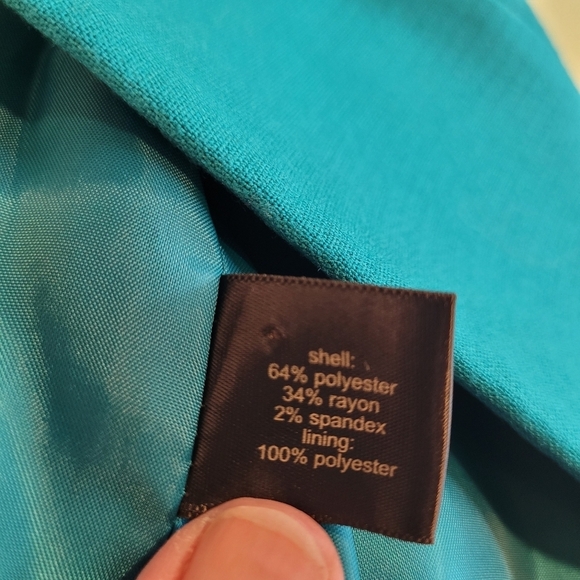 shell:
64% polyester
34% rayon
2% spandex
lining:
100% polyester